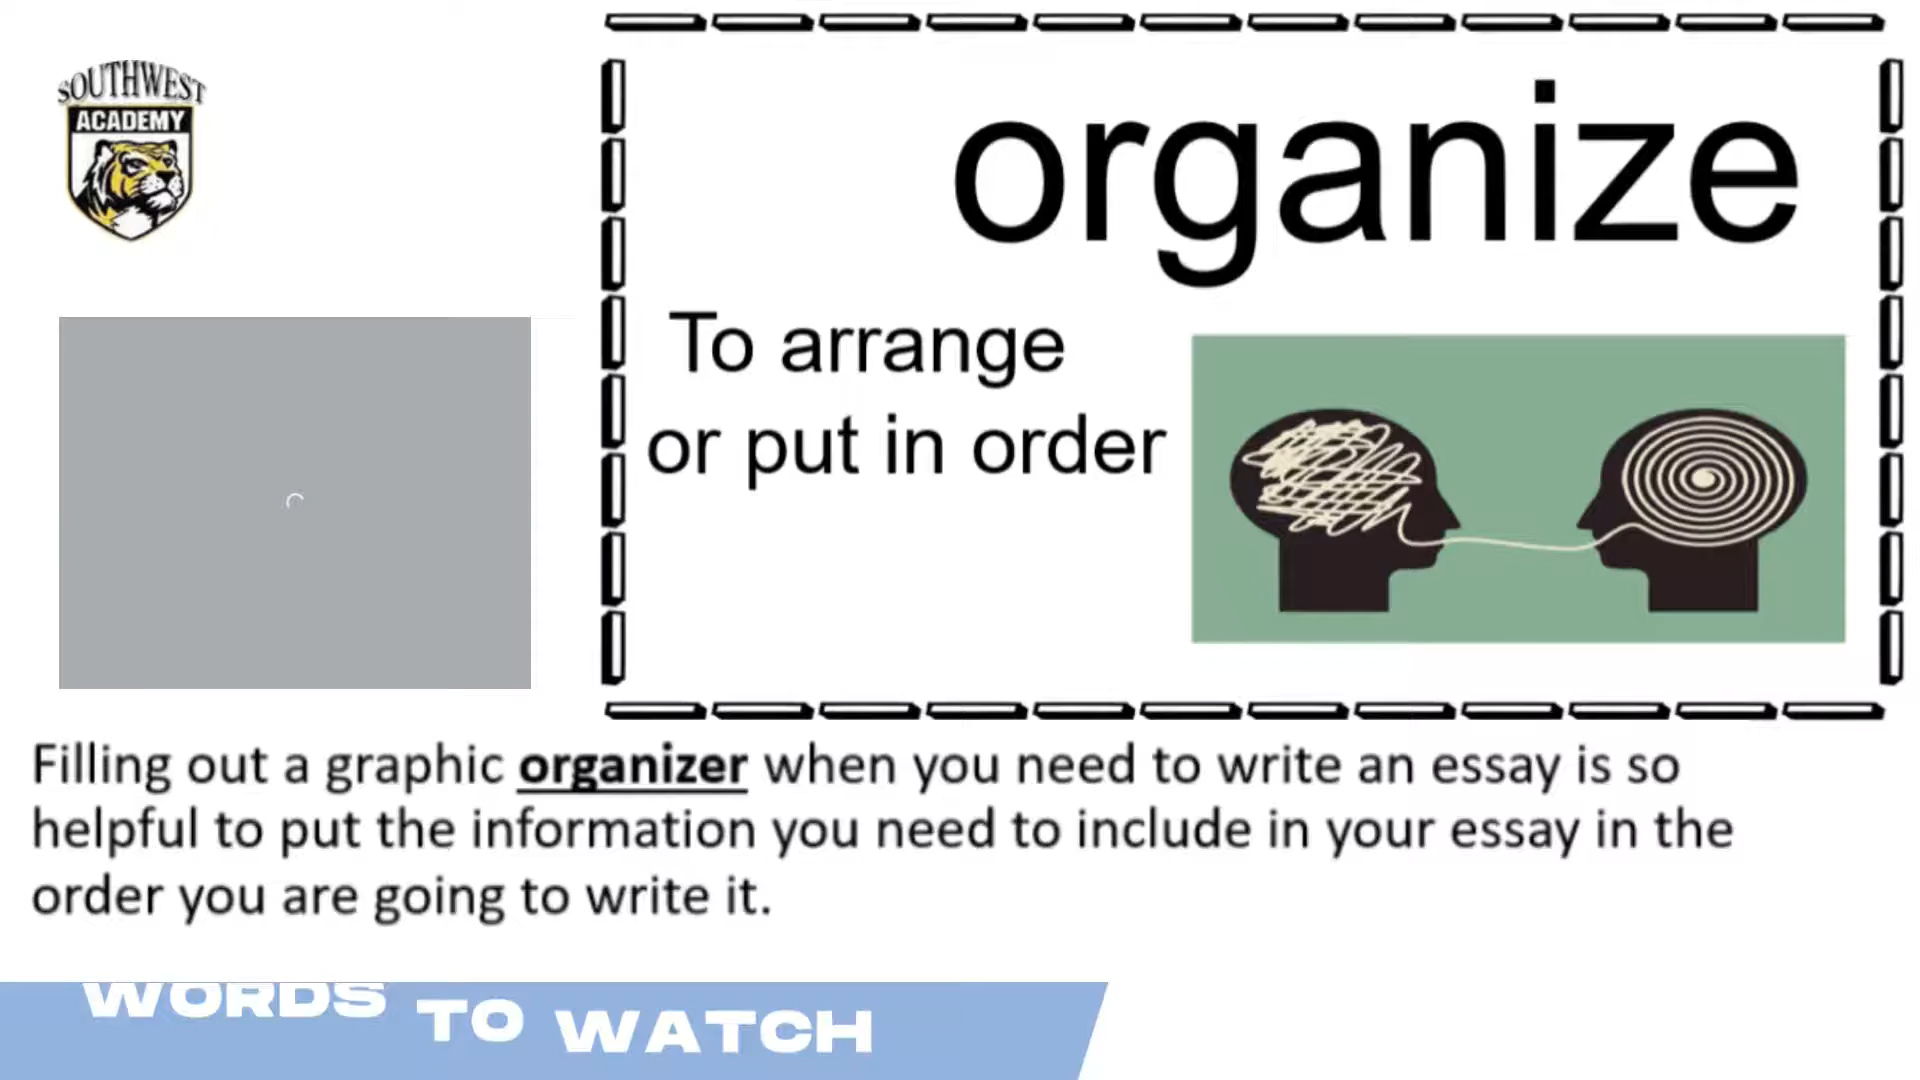 SOUTHWEST
ACADEMY
organize
To arrange
or put in order
Filling out a graphic organizer when you need to write an essay is so
helpful to put the information you need to include in your essay in the
order you are going to write it.
WORDS TO WATCH